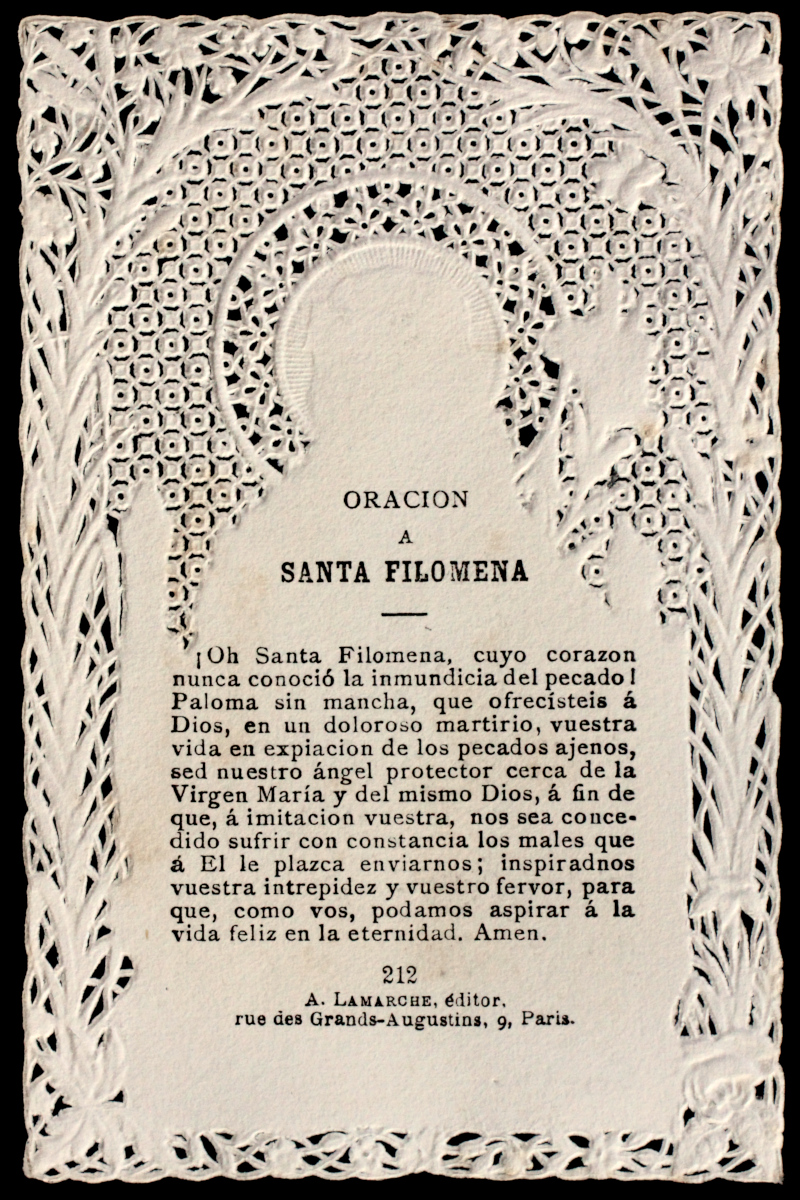 ORACION
A
SANTA FILOMENA
¡Oh Santa Filomena, cuyo corazon
nunca conoció la inmundicia del pecado!
Paloma sin mancha, que ofrecísteis á
Dios, en un doloroso martirio, vuestra
vida en expiacion de los pecados ajenos,
sed nuestro ángel protector cerca de la
Virgen María y del mismo Dios, á fin de
que, á imitacion vuestra, nos sea conce-
dido sufrir con constancia los males que
á El le plazca enviarnos; inspiradnos
vuestra intrepidez y vuestro fervor, para
que, como vos, podamos aspirar á la
vida feliz en la eternidad. Amen.
212
A. LAMARCHE, éditor,
rue des Grands-Augustins, 9, Paris.